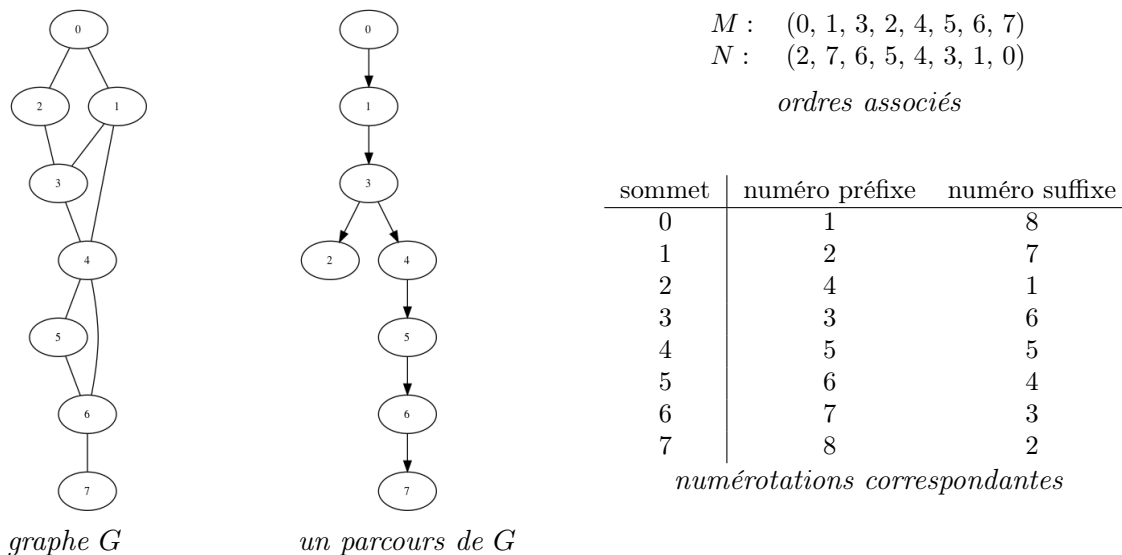 0
2
1
3
4
5
6
7
graphe G
0
1
3
2
4
5
6
7
un parcours de G
M : (0, 1, 3, 2, 4, 5, 6, 7)
N : (2, 7, 6, 5, 4, 3, 1, 0)
ordres associés
sommet numéro préfixe numéro suffixe
0 1 8
1 2 7
2 4 1
3 3 6
4 5 5
5 6 4
6 7 3
7 8 2
numérotations correspondantes